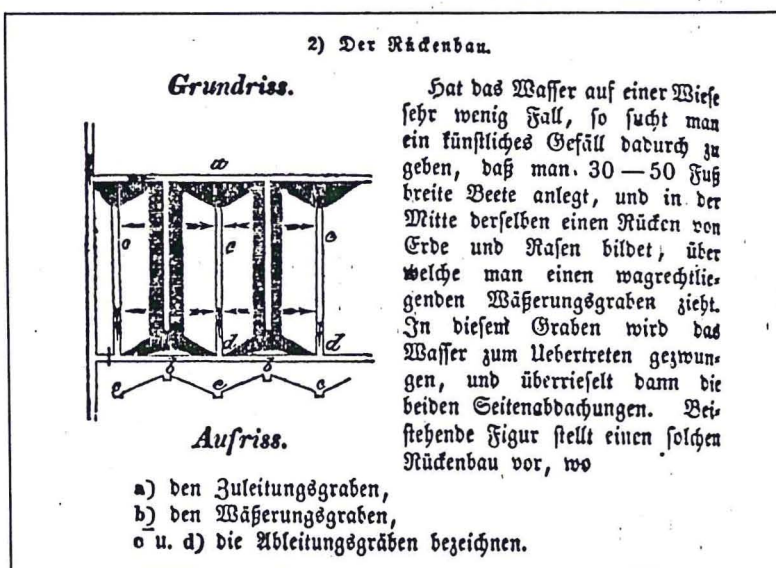 2) Der Rückenbau.
Grundriss.
a
c
c
c
d
d
b
b
e
e
c
Aufriss.
Hat das Wasser auf einer Wiese
sehr wenig Fall, so sucht man
ein künstliches Gefäll dadurch zu
geben, daß man 30 — 50 Fuß
breite Beete anlegt, und in der
Mitte derselben einen Rücken von
Erde und Rasen bildet, über
welche man einen wagrechtlie-
genden Wäßerungsgraben zieht.
In diesem Graben wird das
Wasser zum Uebertreten gezwun-
gen, und überrieselt dann die
beiden Seitenabdachungen. Bei-
stehende Figur stellt einen solchen
Rückenbau vor, wo
a) den Zuleitungsgraben,
b) den Wäßerungsgraben,
c u. d) die Ableitungsgräben bezeichnen.